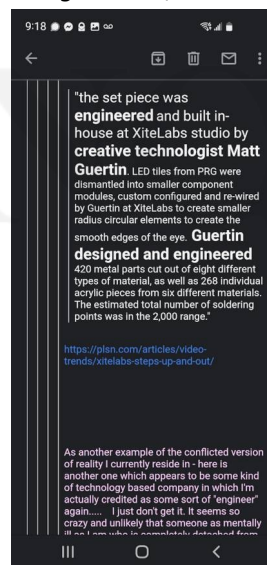 9:18
"the set piece was
engineered and built in-
house at XiteLabs studio by
creative technologist Matt
Guertin. LED tiles from PRG were
dismantled into smaller component
modules, custom configured and re-wired
by Guertin at XiteLabs to create smaller
radius circular elements to create the
smooth edges of the eye. Guertin
designed and engineered
420 metal parts cut out of eight different
types of material, as well as 268 individual
acrylic pieces from six different materials.
The estimated total number of soldering
points was in the 2,000 range."
https://plsn.com/articles/video-
trends/xitelabs-steps-up-and-out/
As another example of the conflicted version
of reality I currently reside in - here is
another one which appears to be some kind
of technology based company in which I'm
actually credited as some sort of "engineer"
again..... I just don't get it. It seems so
crazy and unlikely that someone as mentally
ill as I am who is completely detached from